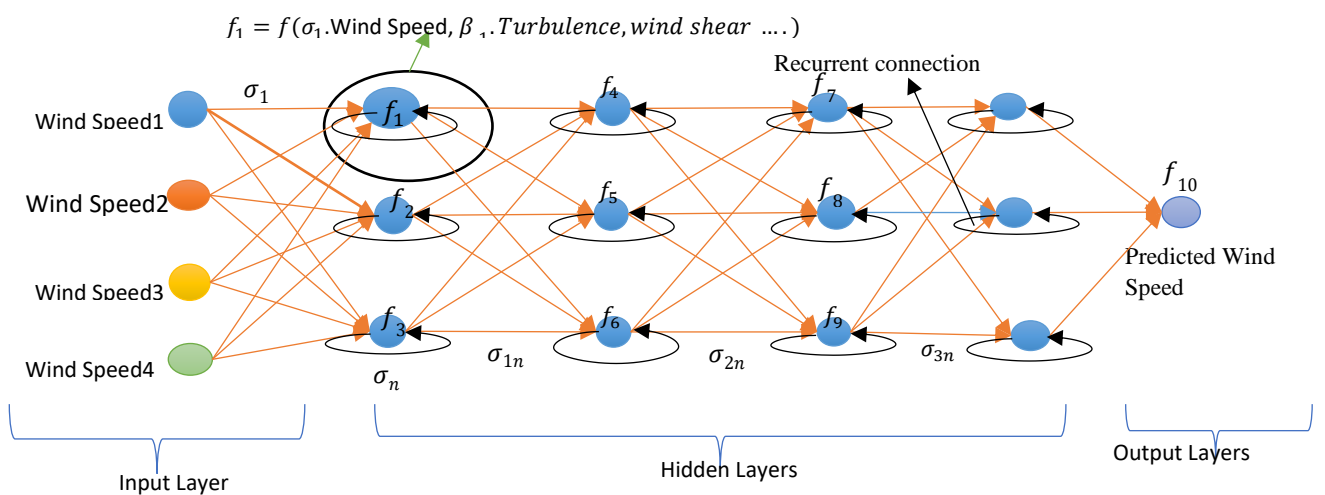 f₁ = f(σ₁.Wind Speed, β₁.Turbulence, wind shear ….)
Recurrent connection
σ₁
f₁
f₄
f₇
Wind Speed1
f₂
f₅
f₈
f₁₀
Wind Speed2
Predicted Wind
Speed
Wind Speed3
f₃
f₆
f₉
Wind Speed4
σₙ
σ₁ₙ
σ₂ₙ
σ₃ₙ
Input Layer
Hidden Layers
Output Layers